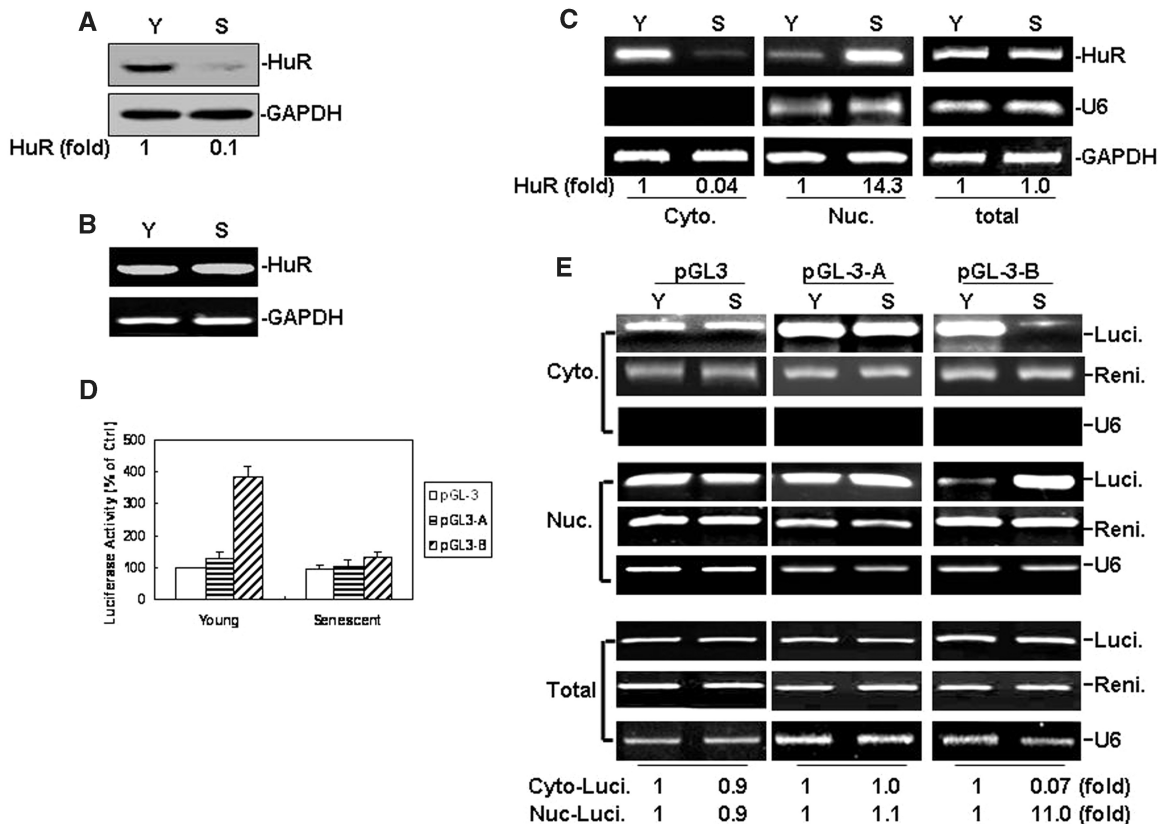 A
Y S
-HuR
-GAPDH
HuR (fold) 1 0.1
B
Y S
-HuR
-GAPDH
C
Y S Y S Y S
-HuR
-U6
-GAPDH
HuR (fold) 1 0.04 1 14.3 1 1.0
Cyto. Nuc. total
D
Luciferase Activity (% of Ctrl)
500
400
300
200
100
0
Young Senescent
pGL-3
pGL3-A
pGL3-B
E
pGL3 pGL-3-A pGL-3-B
Y S Y S Y S
Cyto.
-Luci.
-Reni.
-U6
Nuc.
-Luci.
-Reni.
-U6
Total
-Luci.
-Reni.
-U6
Cyto-Luci. 1 0.9 1 1.0 1 0.07 (fold)
Nuc-Luci. 1 0.9 1 1.1 1 11.0 (fold)